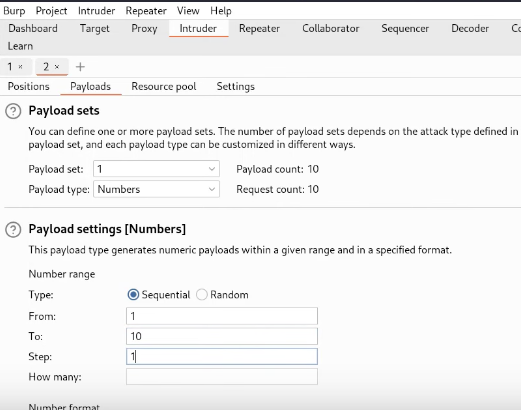 Burp Project Intruder Repeater View Help
Dashboard Target Proxy Intruder Repeater Collaborator Sequencer Decoder
Learn
1 × 2 × +
Positions Payloads Resource pool Settings
? Payload sets
You can define one or more payload sets. The number of payload sets depends on the attack type defined in
payload set, and each payload type can be customized in different ways.
Payload set: 1 Payload count: 10
Payload type: Numbers Request count: 10
? Payload settings [Numbers]
This payload type generates numeric payloads within a given range and in a specified format.
Number range
Type: Sequential Random
From: 1
To: 10
Step: 1
How many:
Number format